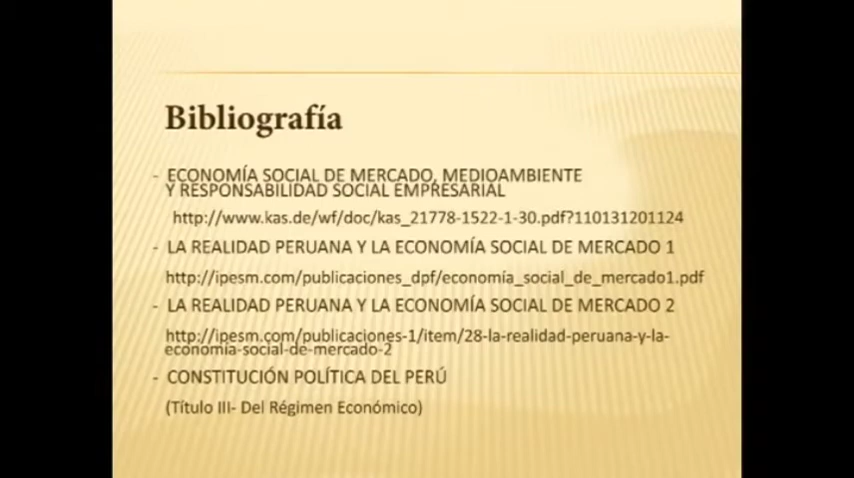 Bibliografía
- ECONOMÍA SOCIAL DE MERCADO, MEDIOAMBIENTE
Y RESPONSABILIDAD SOCIAL EMPRESARIAL
http://www.kas.de/wf/doc/kas_21778-1522-1-30.pdf?110131201124
- LA REALIDAD PERUANA Y LA ECONOMÍA SOCIAL DE MERCADO 1
http://ipesm.com/publicaciones_dpf/economía_social_de_mercado1.pdf
- LA REALIDAD PERUANA Y LA ECONOMÍA SOCIAL DE MERCADO 2
http://ipesm.com/publicaciones-1/item/28-la-realidad-peruana-y-la-
economía-social-de-mercado-2
- CONSTITUCIÓN POLÍTICA DEL PERÚ
(Título III- Del Régimen Económico)